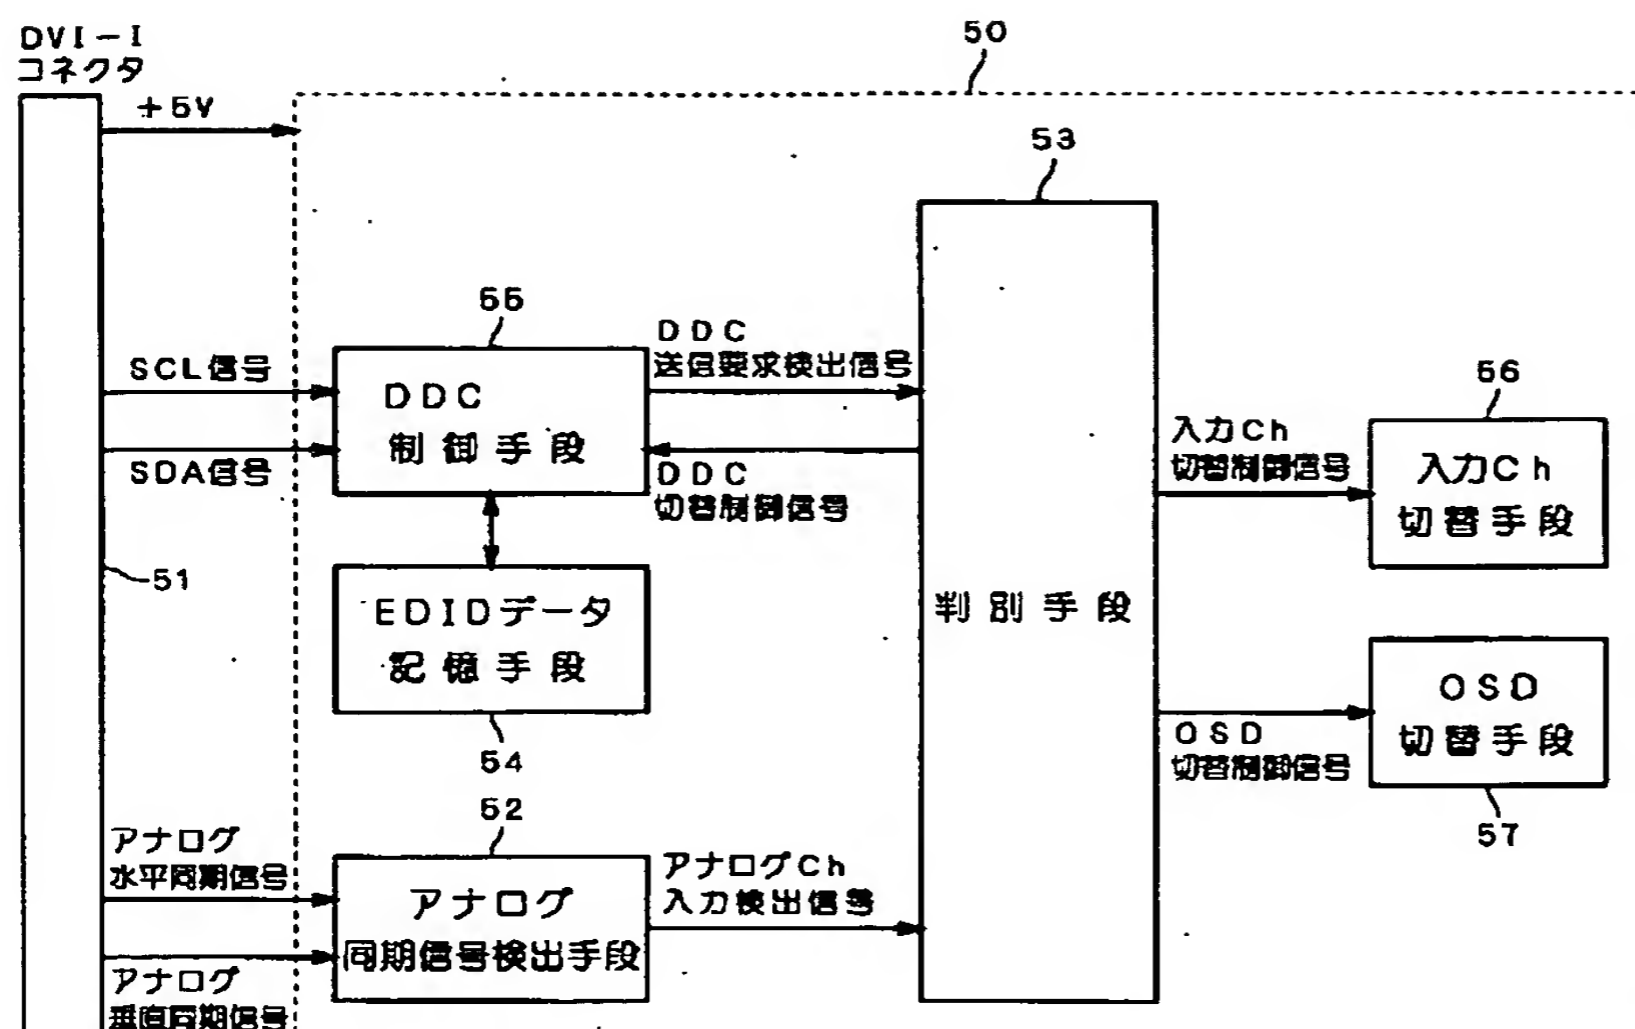 DVI-I
コネクタ
+5V
50
53
55
SCL信号
SDA信号
DDC
制御手段
DDC
送信要求検出信号
DDC
切替制御信号
51
EDIDデータ
記憶手段
54
判別手段
入力Ch
切替制御信号
56
入力Ch
切替手段
OSD
切替制御信号
OSD
切替手段
57
52
アナログ
水平同期信号
アナログ
垂直同期信号
アナログ
同期信号検出手段
アナログCh
入力検出信号